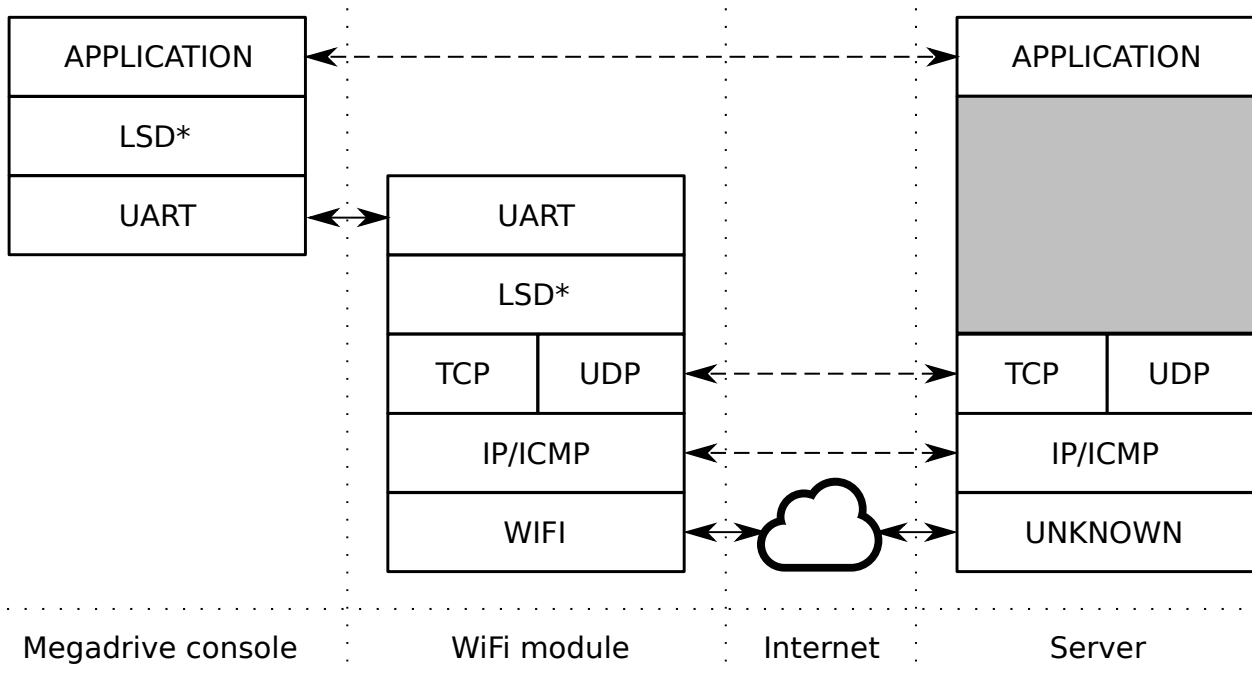 APPLICATION
APPLICATION
LSD*
UART
UART
LSD*
TCP
UDP
TCP
UDP
IP/ICMP
IP/ICMP
WIFI
UNKNOWN
Megadrive console
WiFi module
Internet
Server